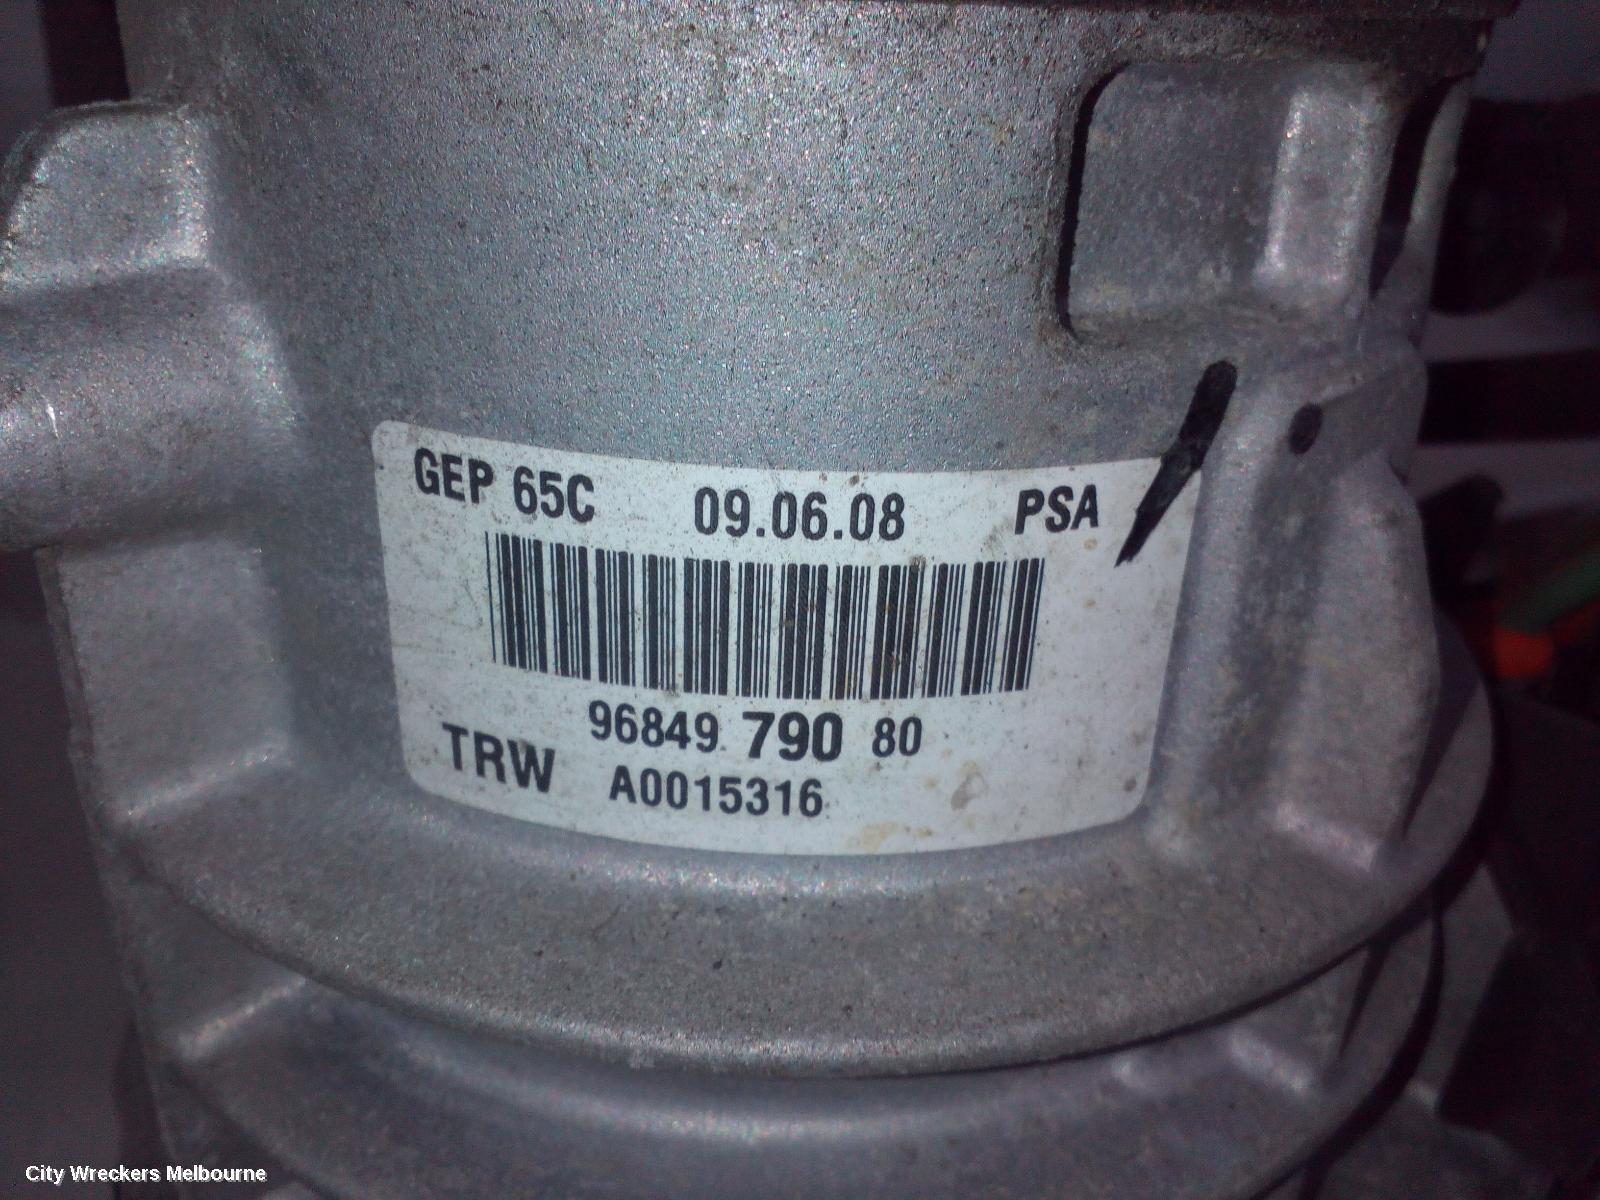 GEP 65C 09.06.08 PSA
96849 790 80
TRW A0015316
City Wreckers Melbourne